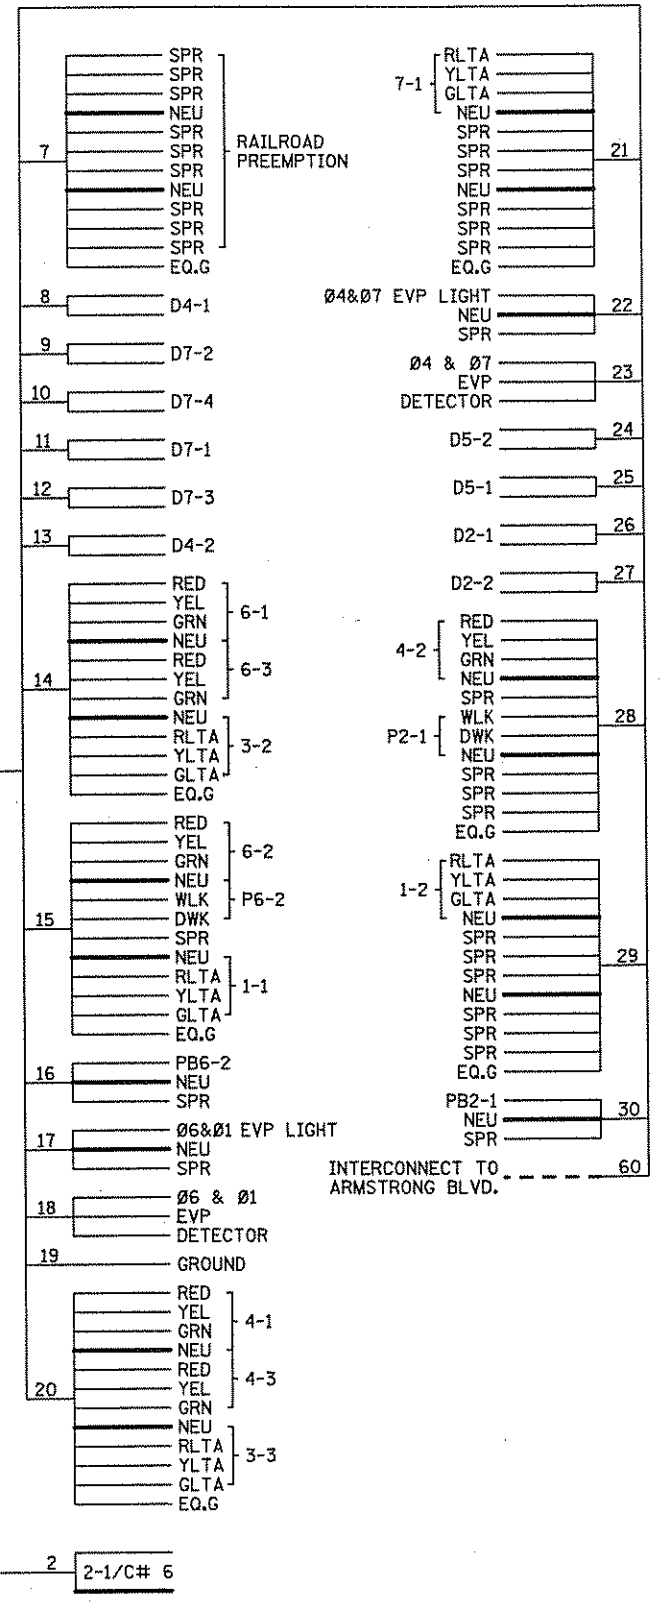 7
SPR
SPR
SPR
NEU
SPR
SPR
SPR
NEU
SPR
SPR
SPR
EQ.G
RAILROAD
PREEMPTION
8
D4-1
9
D7-2
10
D7-4
11
D7-1
12
D7-3
13
D4-2
14
RED
YEL
GRN
NEU
RED
YEL
GRN
NEU
RLTA
YLTA
GLTA
EQ.G
6-1
6-3
3-2
15
RED
YEL
GRN
NEU
WLK
DWK
SPR
NEU
RLTA
YLTA
GLTA
EQ.G
6-2
P6-2
1-1
16
PB6-2
NEU
SPR
17
Ø6&Ø1 EVP LIGHT
NEU
SPR
18
Ø6 & Ø1
EVP
DETECTOR
19
GROUND
20
RED
YEL
GRN
NEU
RED
YEL
GRN
NEU
RLTA
YLTA
GLTA
EQ.G
4-1
4-3
3-3
2
2-1/C# 6
7-1
RLTA
YLTA
GLTA
NEU
SPR
SPR
SPR
NEU
SPR
SPR
SPR
EQ.G
21
Ø4&Ø7 EVP LIGHT
NEU
SPR
22
Ø4 & Ø7
EVP
DETECTOR
23
D5-2
24
D5-1
25
D2-1
26
D2-2
27
4-2
P2-1
RED
YEL
GRN
NEU
SPR
WLK
DWK
NEU
SPR
SPR
SPR
EQ.G
28
1-2
RLTA
YLTA
GLTA
NEU
SPR
SPR
SPR
NEU
SPR
SPR
SPR
EQ.G
29
PB2-1
NEU
SPR
30
INTERCONNECT TO
ARMSTRONG BLVD.
60